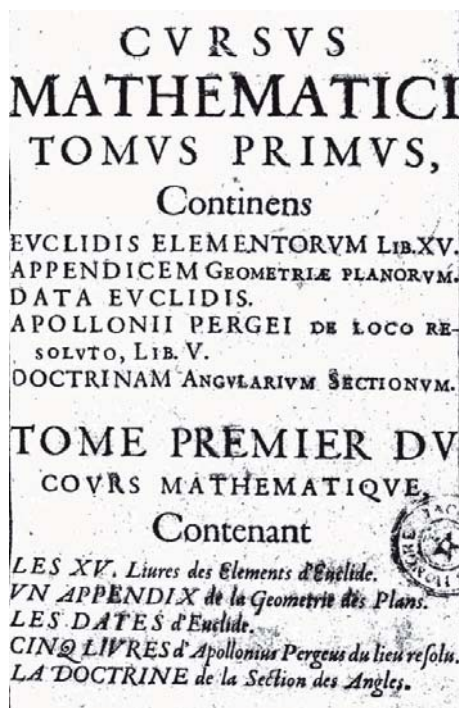 CVRSVS
MATHEMATICI
TOMVS PRIMVS,
Continens
EVCLIDIS ELEMENTORVM LIB.XV.
APPENDICEM GEOMETRIÆ PLANORVM.
DATA EVCLIDIS.
APOLLONII PERGEI DE LOCO RE-
SOLVTO, LIB. V.
DOCTRINAM ANGVLARIVM SECTIONVM.
TOME PREMIER DV
COVRS MATHEMATIQVE,
Contenant
LES XV. Liures des Elements d'Euclide.
VN APPENDIX de la Geometrie des Plans.
LES DATES d'Euclide.
CINQ LIVRES d'Apollonius Pergeus du lieu reſolu.
LA DOCTRINE de la Section des Angles.